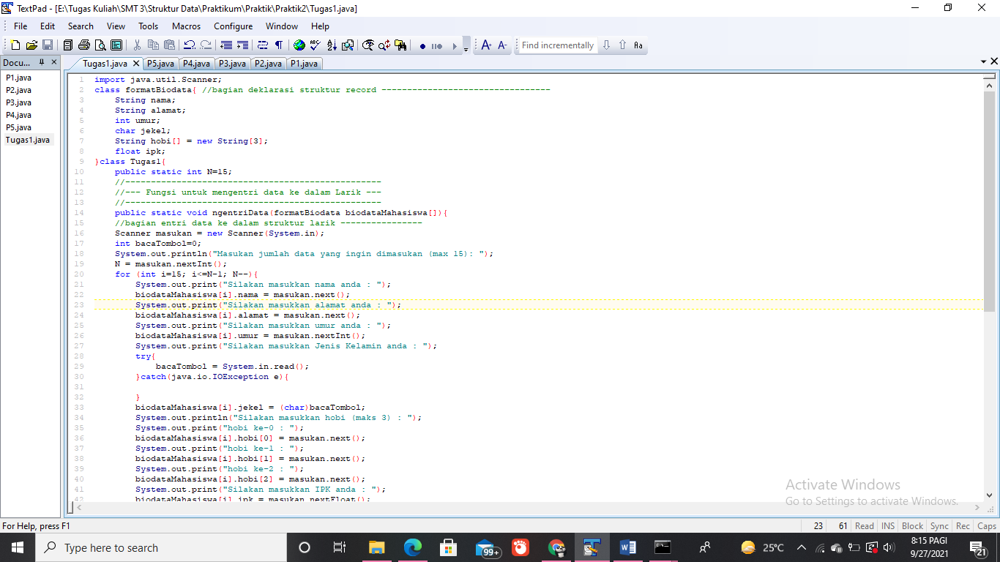 TextPad - [E:\Tugas Kuliah\SMT 3\Struktur Data\Praktikum\Praktik\Praktik2\Tugas1.java]
File Edit Search View Tools Macros Configure Window Help
Find incrementally
Docu...
Tugas1.java P5.java P4.java P3.java P2.java P1.java
P1.java
P2.java
P3.java
P4.java
P5.java
Tugas1.java
1 import java.util.Scanner;
2 class formatBiodata{ //bagian deklarasi struktur record ---------------------------------
3 String nama;
4 String alamat;
5 int umur;
6 char jekel;
7 String hobi[] = new String[3];
8 float ipk;
9 }class Tugas1{
10 public static int N=15;
11 //--------------------------------------------------
12 //--- Fungsi untuk mengentri data ke dalam Larik ---
13 //--------------------------------------------------
14 public static void ngentriData(formatBiodata biodataMahasiswa[]){
15 //bagian entri data ke dalam struktur larik ----------------
16 Scanner masukan = new Scanner(System.in);
17 int bacaTombol=0;
18 System.out.println("Masukan jumlah data yang ingin dimasukan (max 15): ");
19 N = masukan.nextInt();
20 for (int i=15; i<=N-1; N--){
21 System.out.print("Silakan masukkan nama anda : ");
22 biodataMahasiswa[i].nama = masukan.next();
23 System.out.print("Silakan masukkan alamat anda : ");
24 biodataMahasiswa[i].alamat = masukan.next();
25 System.out.print("Silakan masukkan umur anda : ");
26 biodataMahasiswa[i].umur = masukan.nextInt();
27 System.out.print("Silakan masukkan Jenis Kelamin anda : ");
28 try{
29 bacaTombol = System.in.read();
30 }catch(java.io.IOException e){
31
32 }
33 biodataMahasiswa[i].jekel = (char)bacaTombol;
34 System.out.println("Silakan masukkan hobi (maks 3) : ");
35 System.out.print("hobi ke-0 : ");
36 biodataMahasiswa[i].hobi[0] = masukan.next();
37 System.out.print("hobi ke-1 : ");
38 biodataMahasiswa[i].hobi[1] = masukan.next();
39 System.out.print("hobi ke-2 : ");
40 biodataMahasiswa[i].hobi[2] = masukan.next();
41 System.out.print("Silakan masukkan IPK anda : ");
42 biodataMahasiswa[i].ipk = masukan.nextFloat();
Activate Windows
Go to Settings to activate Windows.
For Help, press F1
23 61 Read INS Block Sync Rec Caps
Type here to search
99+
25°C
8:15 PAGI
9/27/2021
21